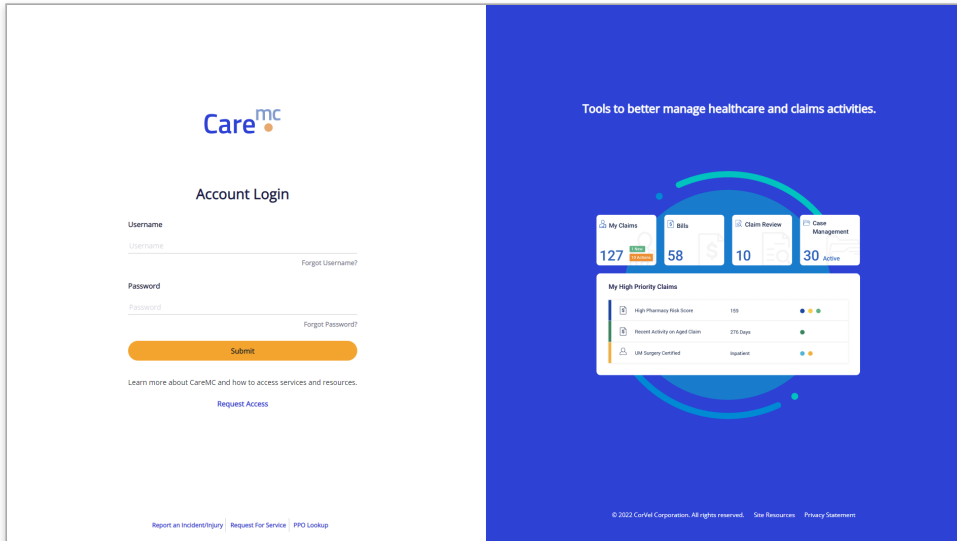 Care mc
Account Login
Username
Username
Forgot Username?
Password
Password
Forgot Password?
Submit
Learn more about CareMC and how to access services and resources.
Request Access
Report an Incident/Injury Request For Service PPO Lookup
Tools to better manage healthcare and claims activities.
My Claims
127
1 New
10 Actions
Bills
58
Claim Review
10
Case Management
30 Active
My High Priority Claims
High Pharmacy Risk Score 155
Recent Activity on Aged Claim 276 Days
UM Surgery Certified Inpatient
© 2022 CorVel Corporation. All rights reserved. Site Resources Privacy Statement